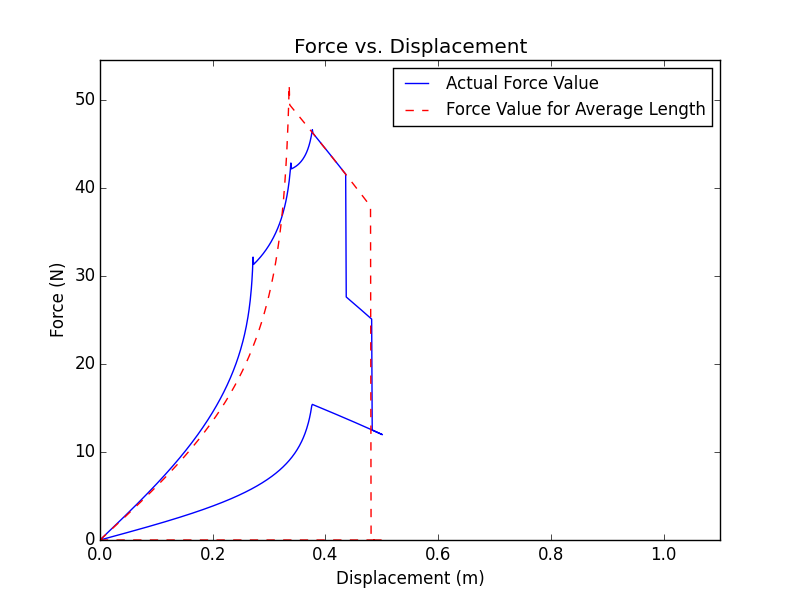 Force vs. Displacement
Actual Force Value
Force Value for Average Length
50
40
30
20
10
0
Force (N)
0.0 0.2 0.4 0.6 0.8 1.0
Displacement (m)